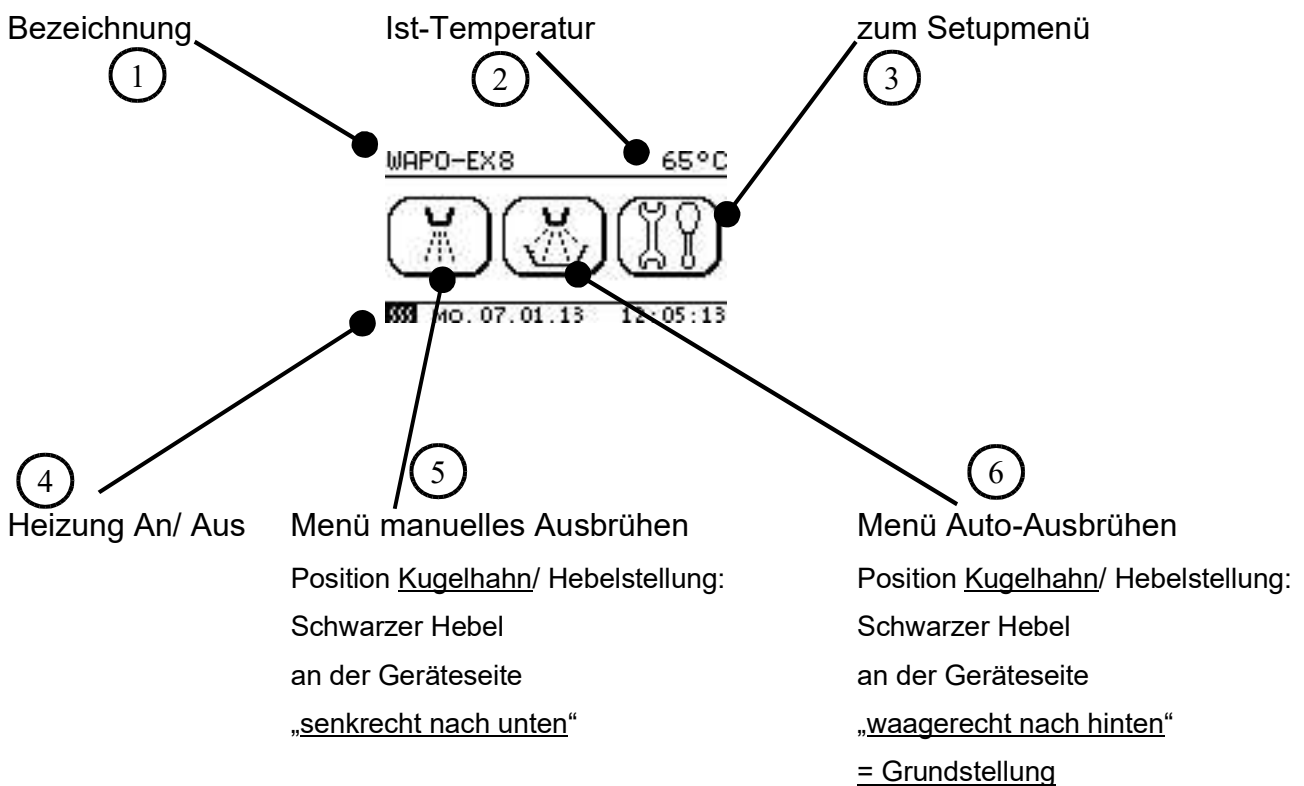 Bezeichnung
Ist-Temperatur
zum Setupmenü
1
2
3
WAPO-EX8
65°C
MO. 07.01.13
12:05:13
4
5
6
Heizung An/ Aus
Menü manuelles Ausbrühen
Position Kugelhahn/ Hebelstellung:
Schwarzer Hebel
an der Geräteseite
„senkrecht nach unten“
Menü Auto-Ausbrühen
Position Kugelhahn/ Hebelstellung:
Schwarzer Hebel
an der Geräteseite
„waagerecht nach hinten“
= Grundstellung